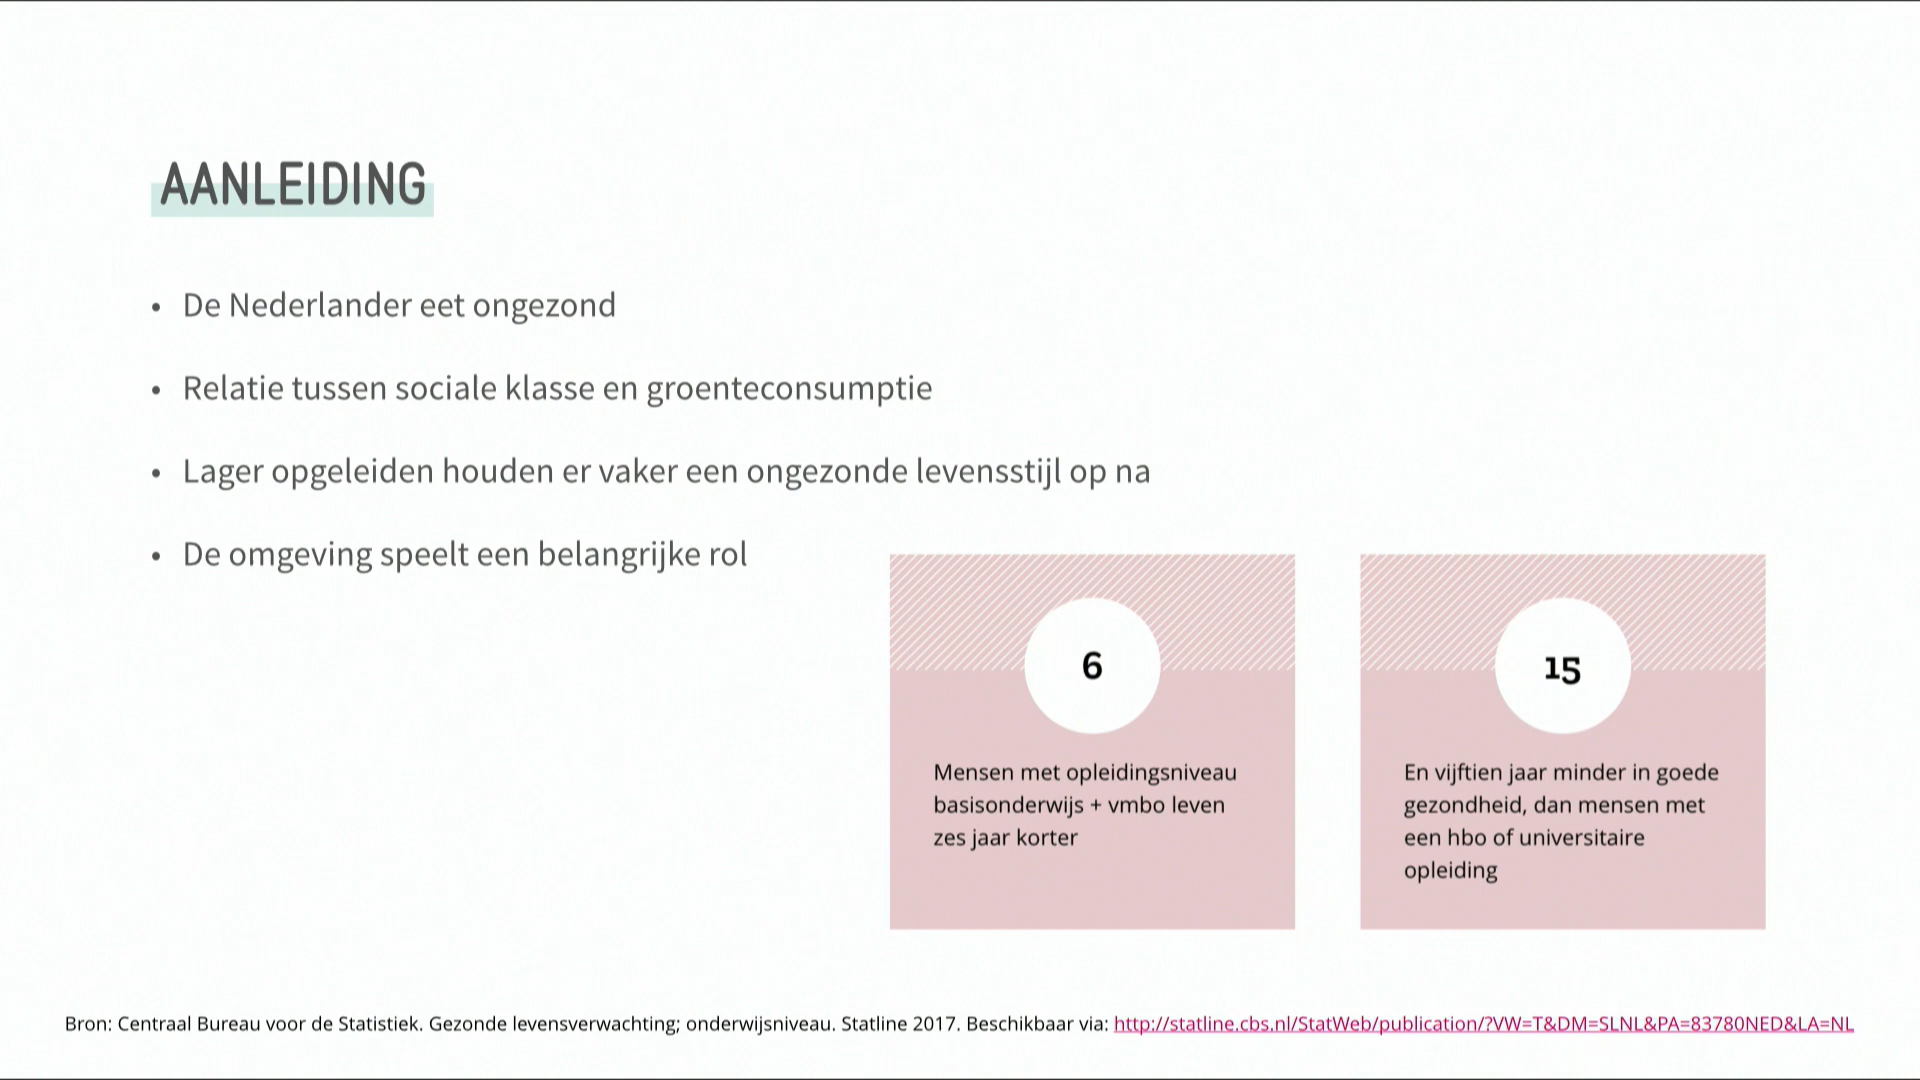 AANLEIDING
• De Nederlander eet ongezond
• Relatie tussen sociale klasse en groenteconsumptie
• Lager opgeleiden houden er vaker een ongezonde levensstijl op na
• De omgeving speelt een belangrijke rol
6
Mensen met opleidingsniveau
basisonderwijs + vmbo leven
zes jaar korter
15
En vijftien jaar minder in goede
gezondheid, dan mensen met
een hbo of universitaire
opleiding
Bron: Centraal Bureau voor de Statistiek. Gezonde levensverwachting; onderwijsniveau. Statline 2017. Beschikbaar via: http://statline.cbs.nl/StatWeb/publication/?VW=T&DM=SLNL&PA=83780NED&LA=NL